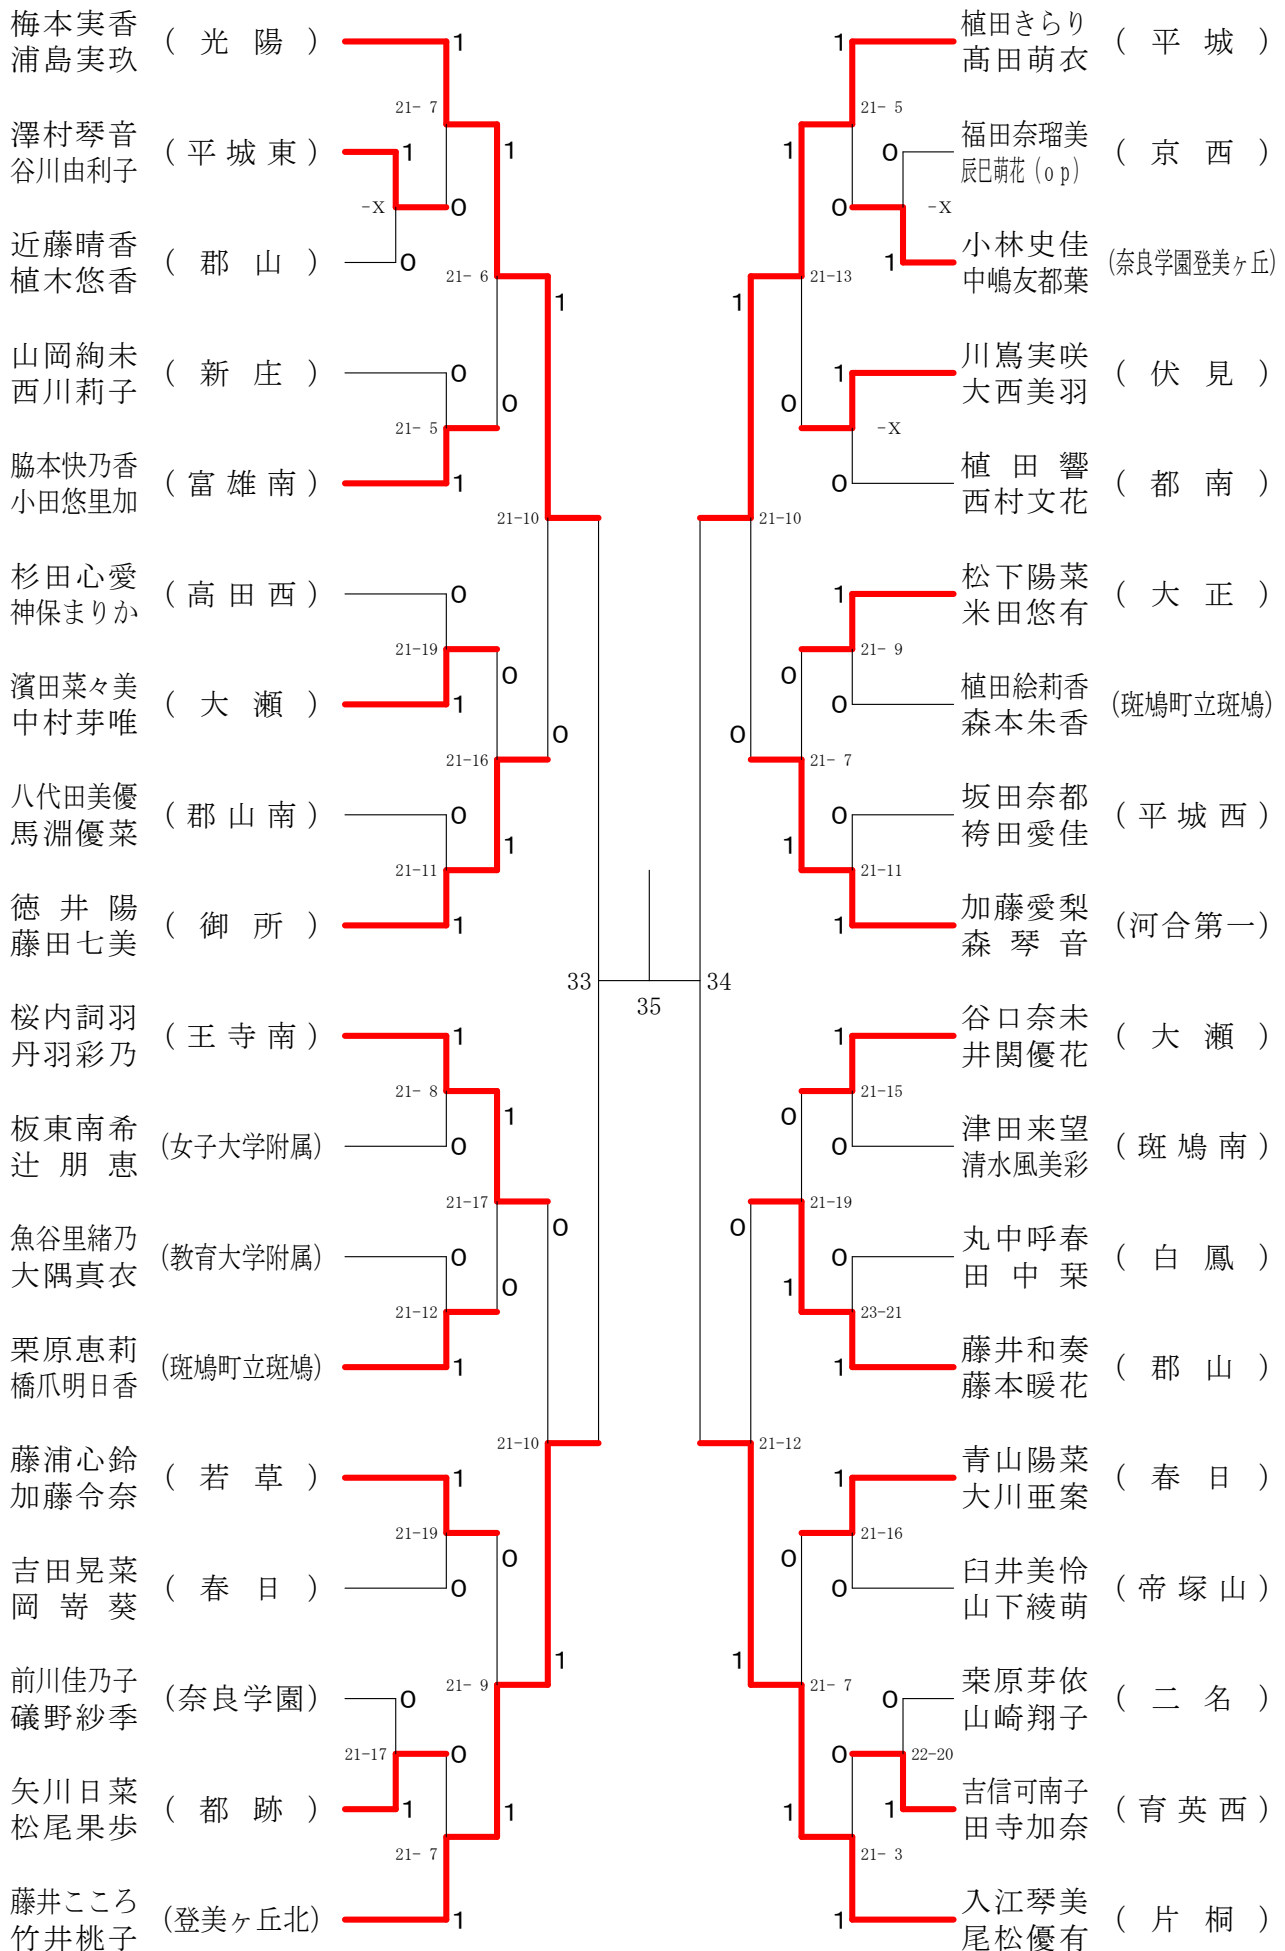 梅本実香
浦島実玖
(光陽)
1
21- 7
澤村琴音
谷川由利子
(平城東)
1
1
-X
0
近藤晴香
植木悠香
(郡山)
0
21- 6
1
山岡絢未
西川莉子
(新庄)
0
0
21- 5
脇本快乃香
小田悠里加
(富雄南)
1
21-10
杉田心愛
神保まりか
(高田西)
0
21-19
0
濱田菜々美
中村芽唯
(大瀬)
1
0
21-16
八代田美優
馬淵優菜
(郡山南)
0
1
21-11
徳井陽
藤田七美
(御所)
1
33
35
34
桜内詞羽
丹羽彩乃
(王寺南)
1
21- 8
1
板東南希
辻朋恵
(女子大学附属)
0
21-17
0
魚谷里緒乃
大隅真衣
(教育大学附属)
0
0
21-12
栗原恵莉
橋爪明日香
(斑鳩町立斑鳩)
1
21-10
藤浦心鈴
加藤令奈
(若草)
1
21-19
0
吉田晃菜
岡嵜葵
(春日)
0
1
21- 9
前川佳乃子
磯野紗季
(奈良学園)
0
21-17
0
矢川日菜
松尾果歩
(都跡)
1
1
21- 7
藤井こころ
竹井桃子
(登美ヶ丘北)
1
1
植田きらり
髙田萌衣
(平城)
21- 5
1
0
福田奈瑠美
辰巳萌花(op)
(京西)
0
-X
1
小林史佳
中嶋友都葉
(奈良学園登美ヶ丘)
21-13
1
1
川嶌実咲
大西美羽
(伏見)
0
-X
0
植田響
西村文花
(都南)
21-10
1
松下陽菜
米田悠有
(大正)
21- 9
0
植田絵莉香
森本朱香
(斑鳩町立斑鳩)
0
21- 7
0
坂田奈都
袴田愛佳
(平城西)
1
21-11
1
加藤愛梨
森琴音
(河合第一)
1
谷口奈未
井関優花
(大瀬)
21-15
0
0
津田来望
清水風美彩
(斑鳩南)
21-19
0
0
丸中呼春
田中栞
(白鳳)
1
23-21
1
藤井和奏
藤本暖花
(郡山)
21-12
1
青山陽菜
大川亜案
(春日)
21-16
0
0
臼井美怜
山下綾萌
(帝塚山)
1
21- 7
0
桒原芽依
山崎翔子
(二名)
0
22-20
1
吉信可南子
田寺加奈
(育英西)
1
21- 3
1
入江琴美
尾松優有
(片桐)